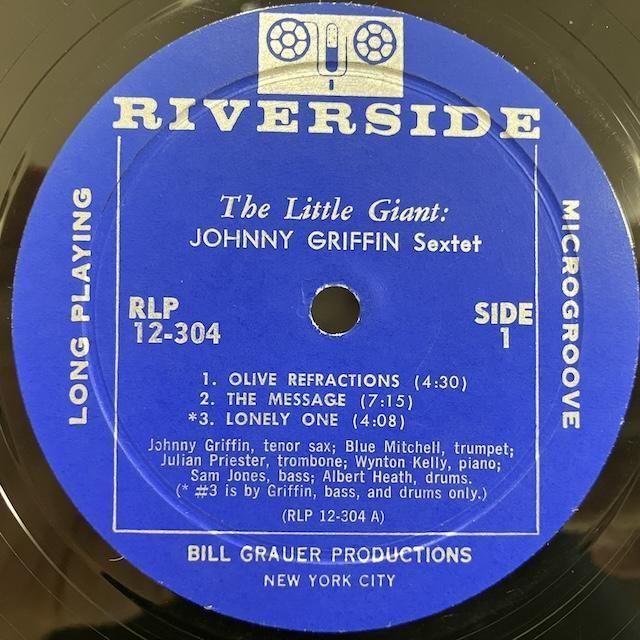 RIVERSIDE
The Little Giant:
JOHNNY GRIFFIN Sextet
LONG PLAYING
MICROGROOVE
RLP
12-304
SIDE
1
1. OLIVE REFRACTIONS (4:30)
2. THE MESSAGE (7:15)
*3. LONELY ONE (4:08)
Johnny Griffin, tenor sax; Blue Mitchell, trumpet;
Julian Priester, trombone; Wynton Kelly, piano;
Sam Jones, bass; Albert Heath, drums.
(* #3 is by Griffin, bass, and drums only.)
(RLP 12-304 A)
BILL GRAUER PRODUCTIONS
NEW YORK CITY